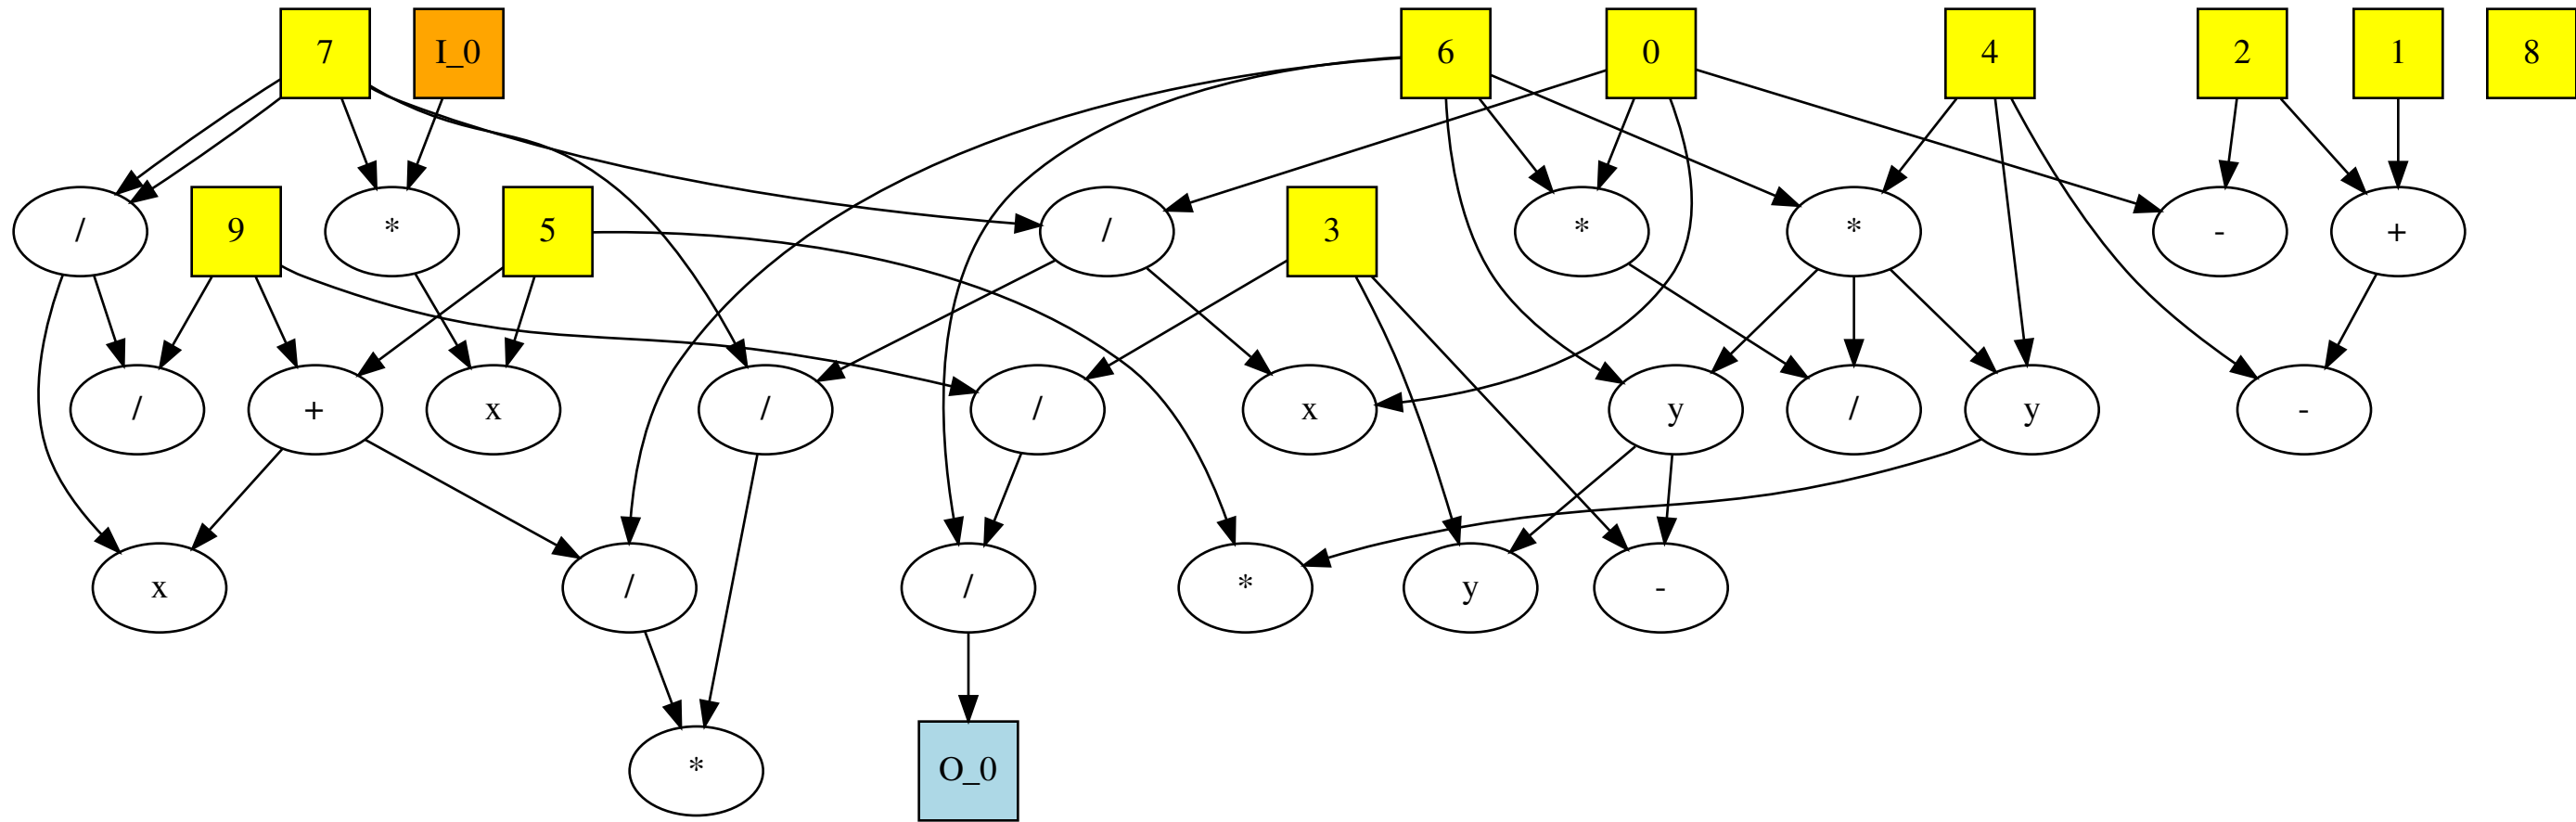 7 I_0 6 0 4 2 1 8
/ 9 * 5 / 3 * * - +
/ + x / / x y / y -
x / / * y -
* O_0